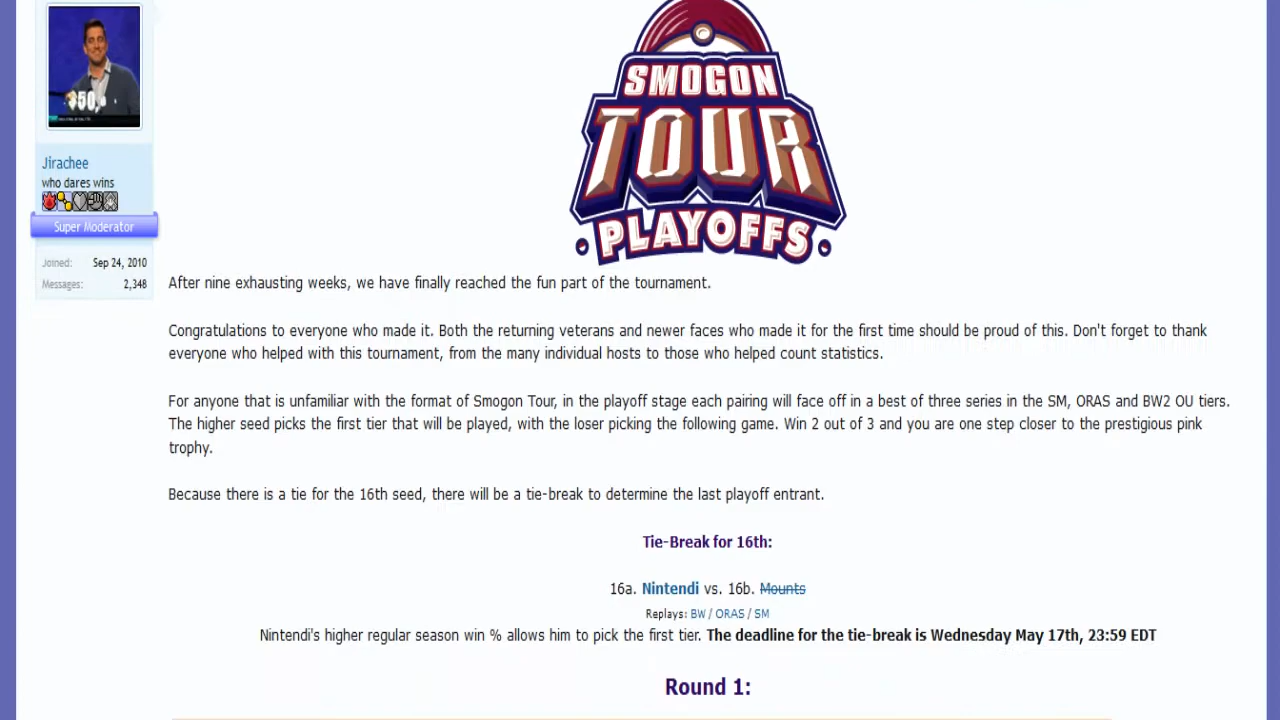 $50,
Jirachee
who dares wins
Super Moderator
Joined: Sep 24, 2010
Messages: 2,348
SMOGON
TOUR
PLAYOFFS
After nine exhausting weeks, we have finally reached the fun part of the tournament.
Congratulations to everyone who made it. Both the returning veterans and newer faces who made it for the first time should be proud of this. Don't forget to thank
everyone who helped with this tournament, from the many individual hosts to those who helped count statistics.
For anyone that is unfamiliar with the format of Smogon Tour, in the playoff stage each pairing will face off in a best of three series in the SM, ORAS and BW2 OU tiers.
The higher seed picks the first tier that will be played, with the loser picking the following game. Win 2 out of 3 and you are one step closer to the prestigious pink
trophy.
Because there is a tie for the 16th seed, there will be a tie-break to determine the last playoff entrant.
Tie-Break for 16th:
16a. Nintendi vs. 16b. Mounts
Replays: BW / ORAS / SM
Nintendi's higher regular season win % allows him to pick the first tier. The deadline for the tie-break is Wednesday May 17th, 23:59 EDT
Round 1: